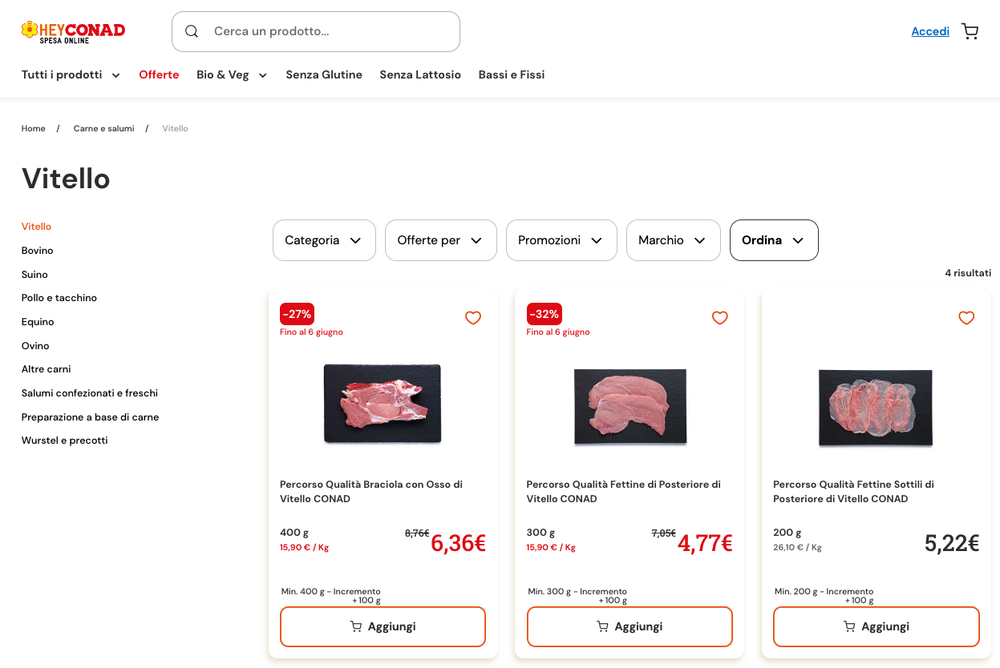 HEYCONAD
SPESA ONLINE
Cerca un prodotto...
Accedi
Tutti i prodotti
Offerte
Bio & Veg
Senza Glutine
Senza Lattosio
Bassi e Fissi
Home / Carne e salumi / Vitello
Vitello
Vitello
Bovino
Suino
Pollo e tacchino
Equino
Ovino
Altre carni
Salumi confezionati e freschi
Preparazione a base di carne
Wurstel e precotti
Categoria
Offerte per
Promozioni
Marchio
Ordina
4 risultati
-27%
Fino al 6 giugno
Percorso Qualità Braciola con Osso di
Vitello CONAD
400 g
15,90 € / Kg
8,76€
6,36€
Min. 400 g - Incremento
+ 100 g
Aggiungi
-32%
Fino al 6 giugno
Percorso Qualità Fettine di Posteriore di
Vitello CONAD
300 g
15,90 € / Kg
7,05€
4,77€
Min. 300 g - Incremento
+ 100 g
Aggiungi
Percorso Qualità Fettine Sottili di
Posteriore di Vitello CONAD
200 g
26,10 € / Kg
5,22€
Min. 200 g - Incremento
+ 100 g
Aggiungi